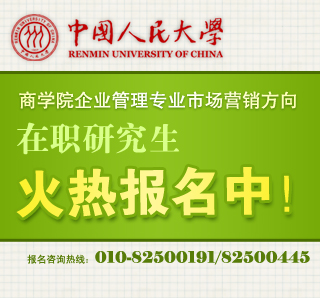 中国人民大学
RENMIN UNIVERSITY OF CHINA
商学院企业管理专业市场营销方向
在职研究生
火热报名中!
报名咨询热线: 010-82500191/82500445